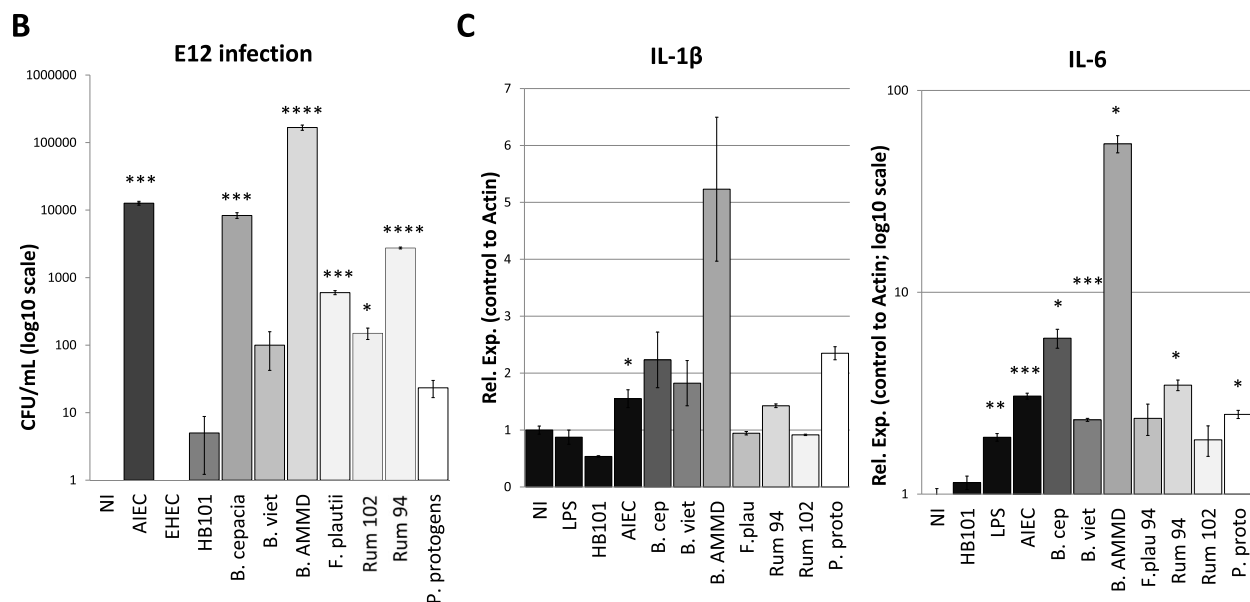 B
E12 infection
CFU/mL (log10 scale)
1000000
100000
10000
1000
100
10
1
***
***
****
***
*
****
NI
AIEC
EHEC
HB101
B. cepacia
B. viet
B. AMMD
F. plautii
Rum 102
Rum 94
P. protogens
C
IL-1β
Rel. Exp. (control to Actin)
7
6
5
4
3
2
1
0
*
NI
LPS
HB101
AIEC
B. cep
B. viet
B. AMMD
F.plau
Rum 94
Rum 102
P. proto
IL-6
Rel. Exp. (control to Actin; log10 scale)
100
10
1
**
***
*
***
*
*
*
NI
HB101
LPS
AIEC
B. cep
B. viet
B. AMMD
F.plau 94
Rum 94
Rum 102
P. proto